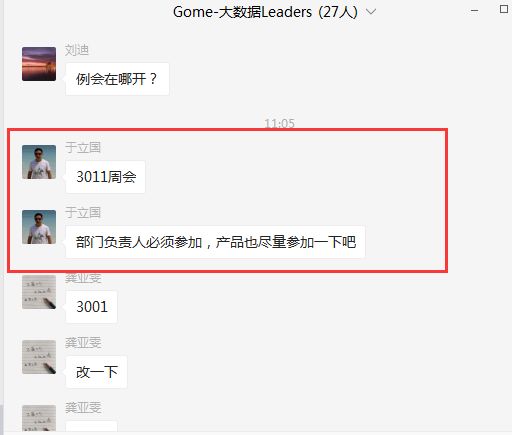 Gome-大数据Leaders (27人)
刘迪
例会在哪开？
11:05
于立国
3011周会
于立国
部门负责人必须参加，产品也尽量参加一下吧
龚亚雯
3001
龚亚雯
改一下
龚亚雯